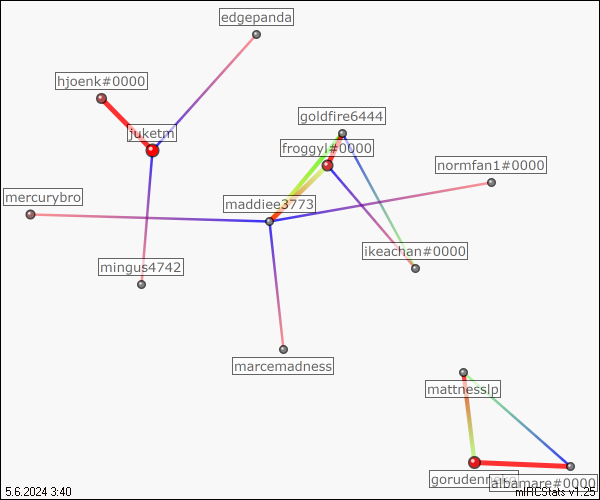 edgepanda
hjoenk#0000
goldfire6444
juketm
froggyl#0000
normfan1#0000
mercurybro
maddiee3773
ikeachan#0000
mingus4742
marcemadness
mattnesslp
albamare#0000
5.6.2024 3:40
mIRCStats v1.25